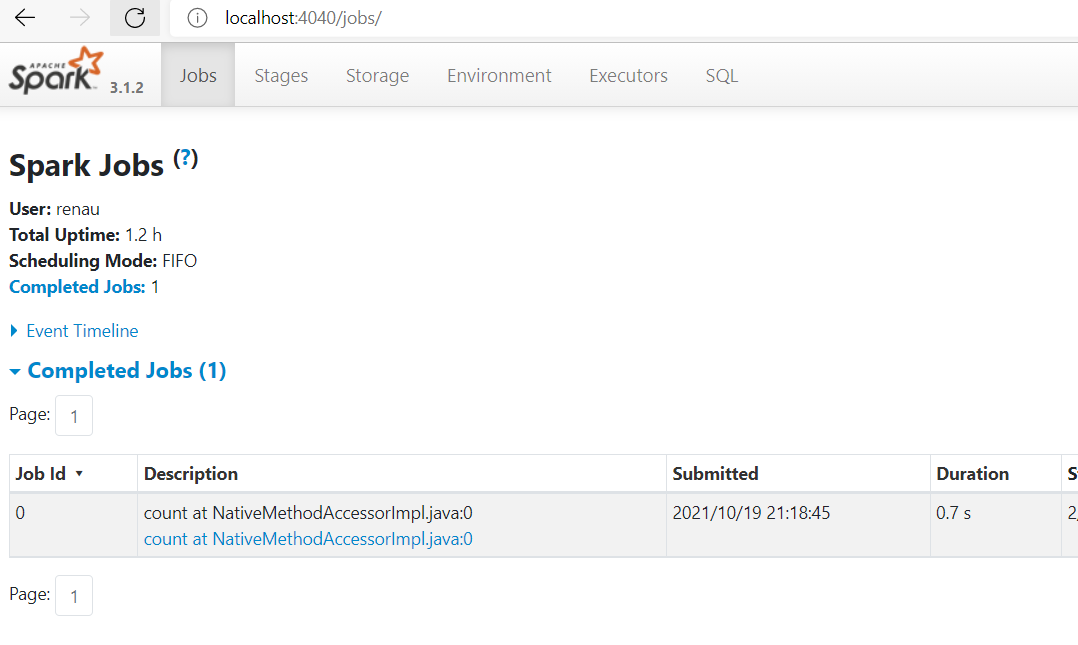 localhost:4040/jobs/
APACHE
Spark 3.1.2 Jobs Stages Storage Environment Executors SQL
Spark Jobs (?)
User: renau
Total Uptime: 1.2 h
Scheduling Mode: FIFO
Completed Jobs: 1
Event Timeline
Completed Jobs (1)
Page: 1
Job Id Description Submitted Duration S
0 count at NativeMethodAccessorImpl.java:0 2021/10/19 21:18:45 0.7 s 2
count at NativeMethodAccessorImpl.java:0
Page: 1